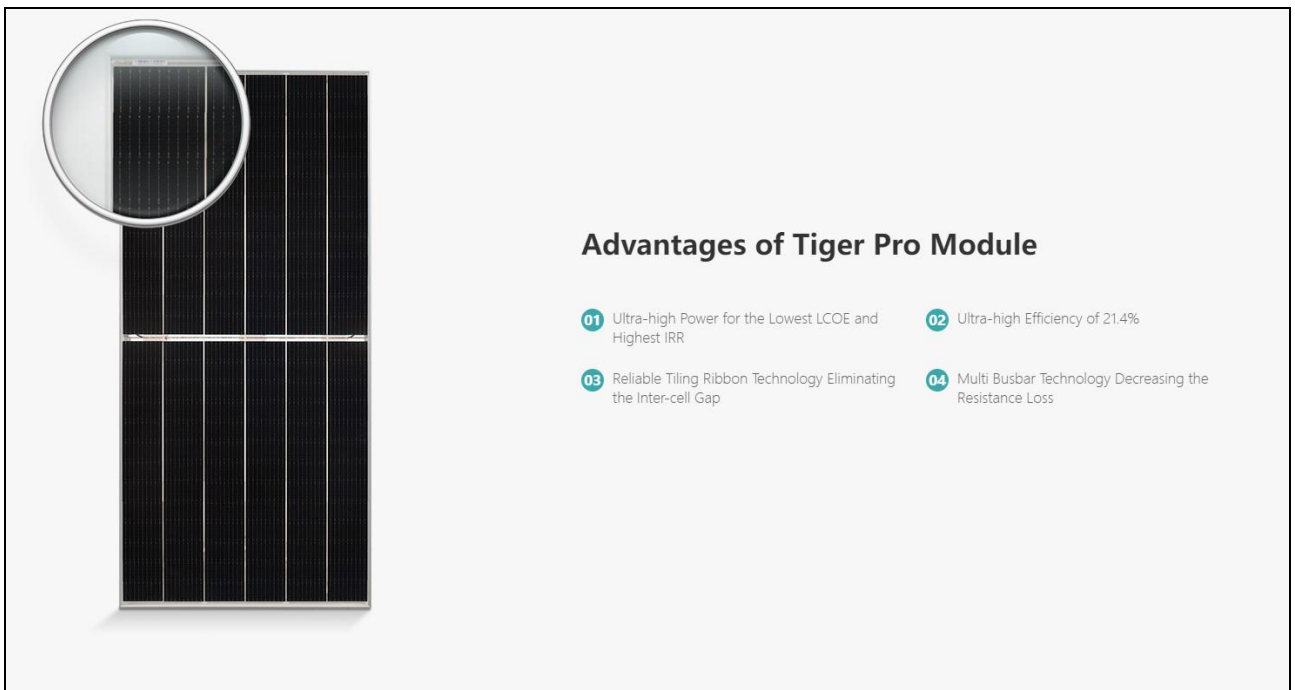 Advantages of Tiger Pro Module
01 Ultra-high Power for the Lowest LCOE and
Highest IRR
02 Ultra-high Efficiency of 21.4%
03 Reliable Tiling Ribbon Technology Eliminating
the Inter-cell Gap
04 Multi Busbar Technology Decreasing the
Resistance Loss